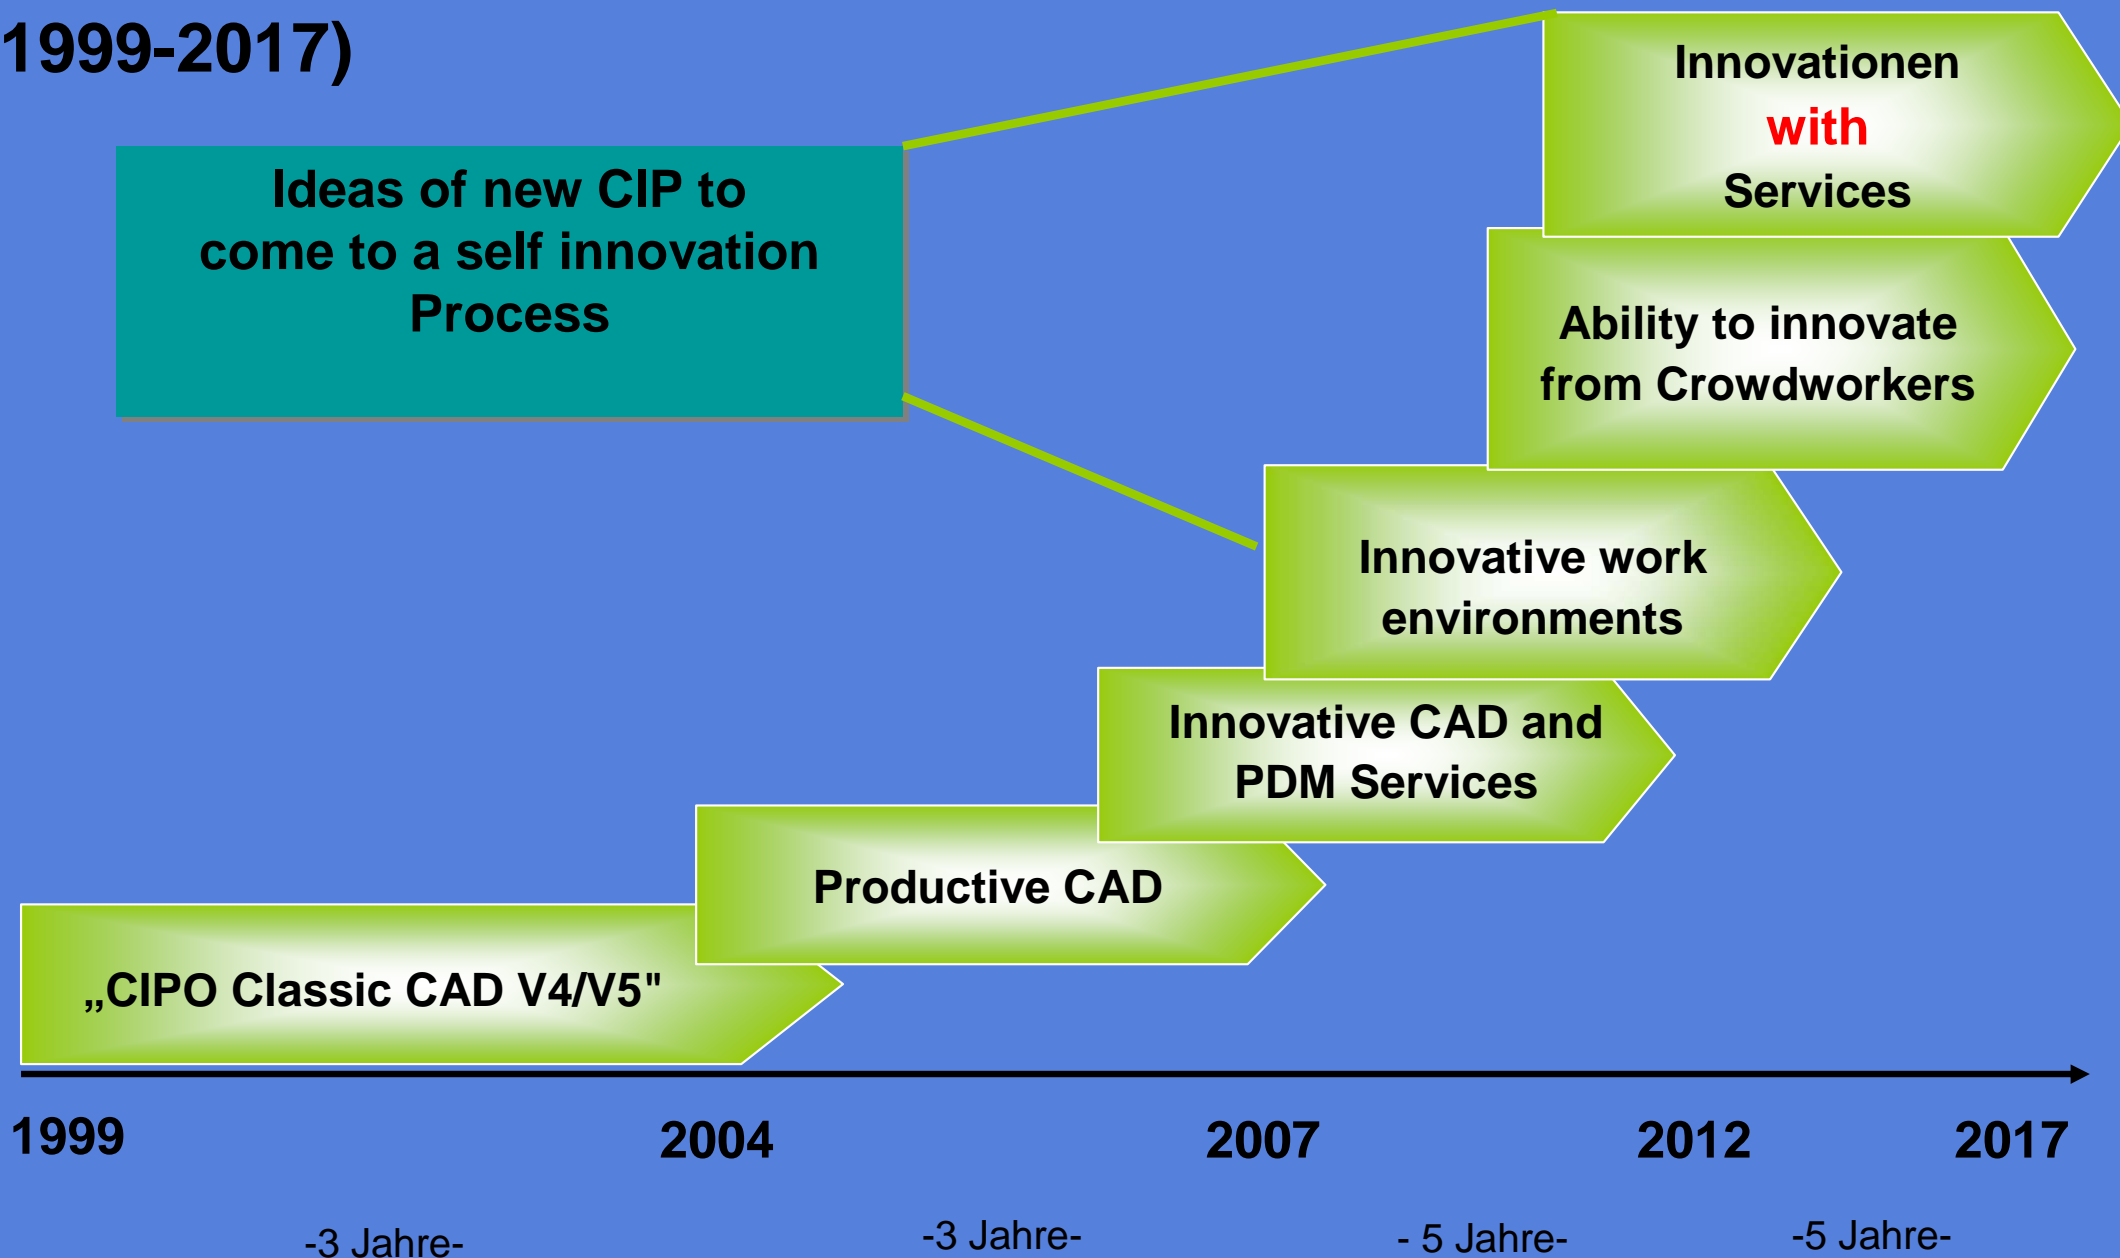 1999-2017)
Ideas of new CIP to
come to a self innovation
Process
Innovationen
with
Services
Ability to innovate
from Crowdworkers
Innovative work
environments
Innovative CAD and
PDM Services
Productive CAD
„CIPO Classic CAD V4/V5"
1999 2004 2007 2012 2017
-3 Jahre- -3 Jahre- - 5 Jahre- -5 Jahre-